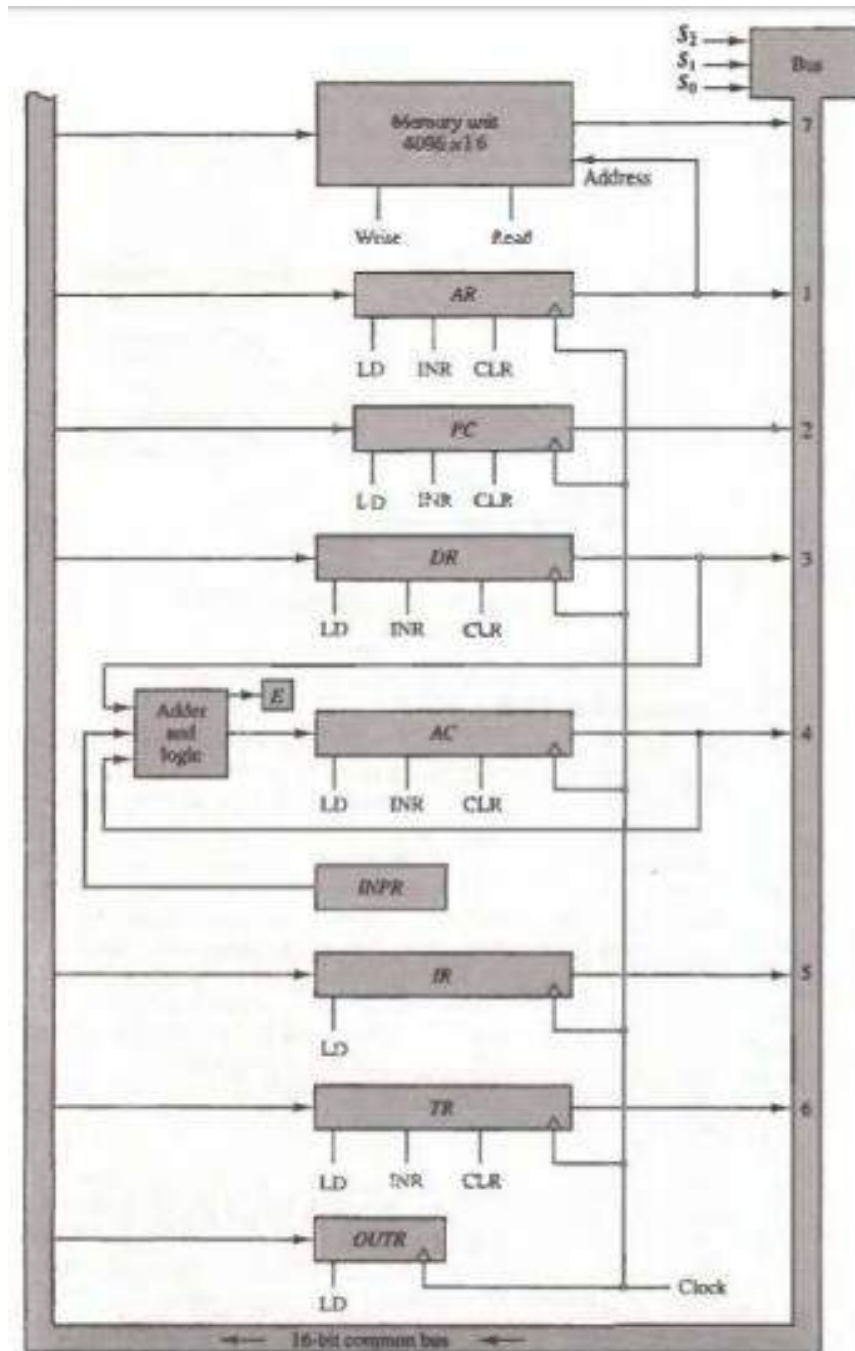 S₂
S₁
S₀
Bus
Memory unit
4096 x 16
7
Address
Write
Read
AR
1
LD INR CLR
PC
2
LD INR CLR
DR
3
LD INR CLR
E
Adder
and
logic
AC
4
LD INR CLR
INPR
IR
5
LD
TR
6
LD INR CLR
OUTR
LD
Clock
16-bit common bus